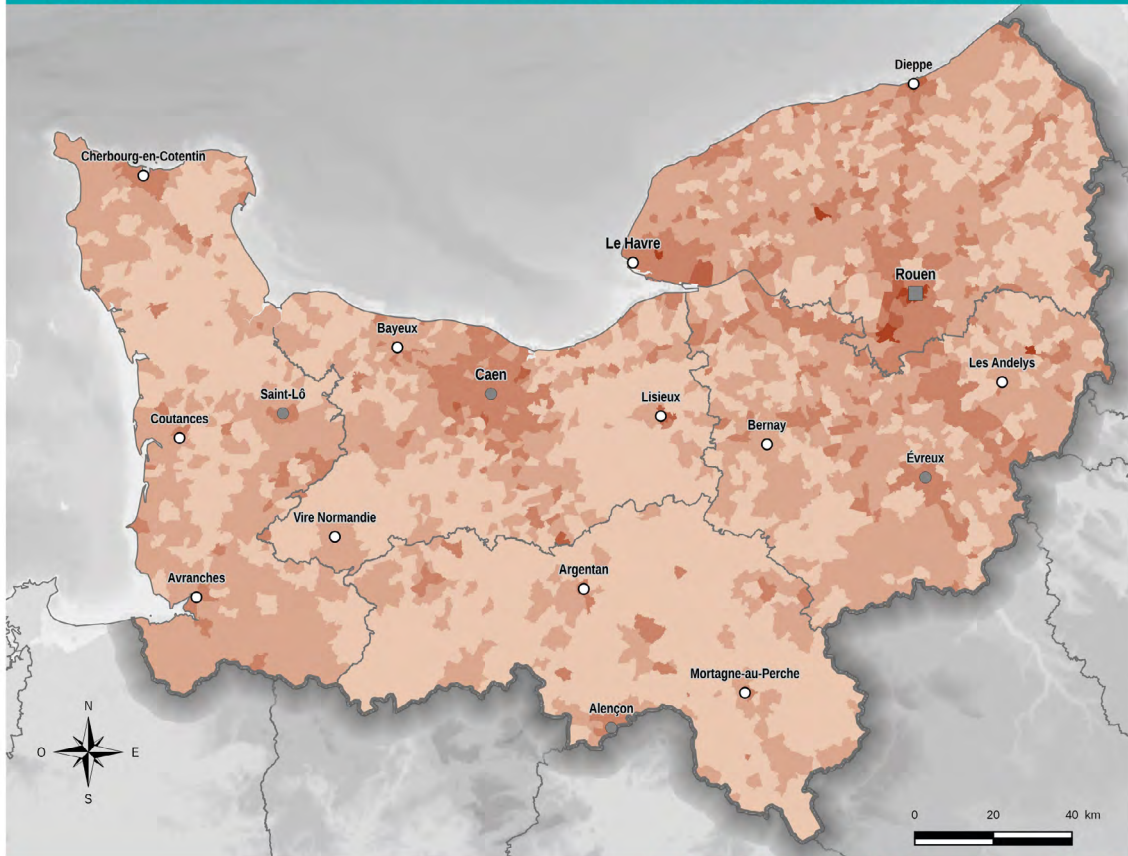 Dieppe
Cherbourg-en-Cotentin
Le Havre
Rouen
Bayeux
Caen
Les Andelys
Saint-Lô
Lisieux
Coutances
Bernay
Évreux
Vire Normandie
Argentan
Avranches
Mortagne-au-Perche
Alençon
N
O
E
S
0 20 40 km